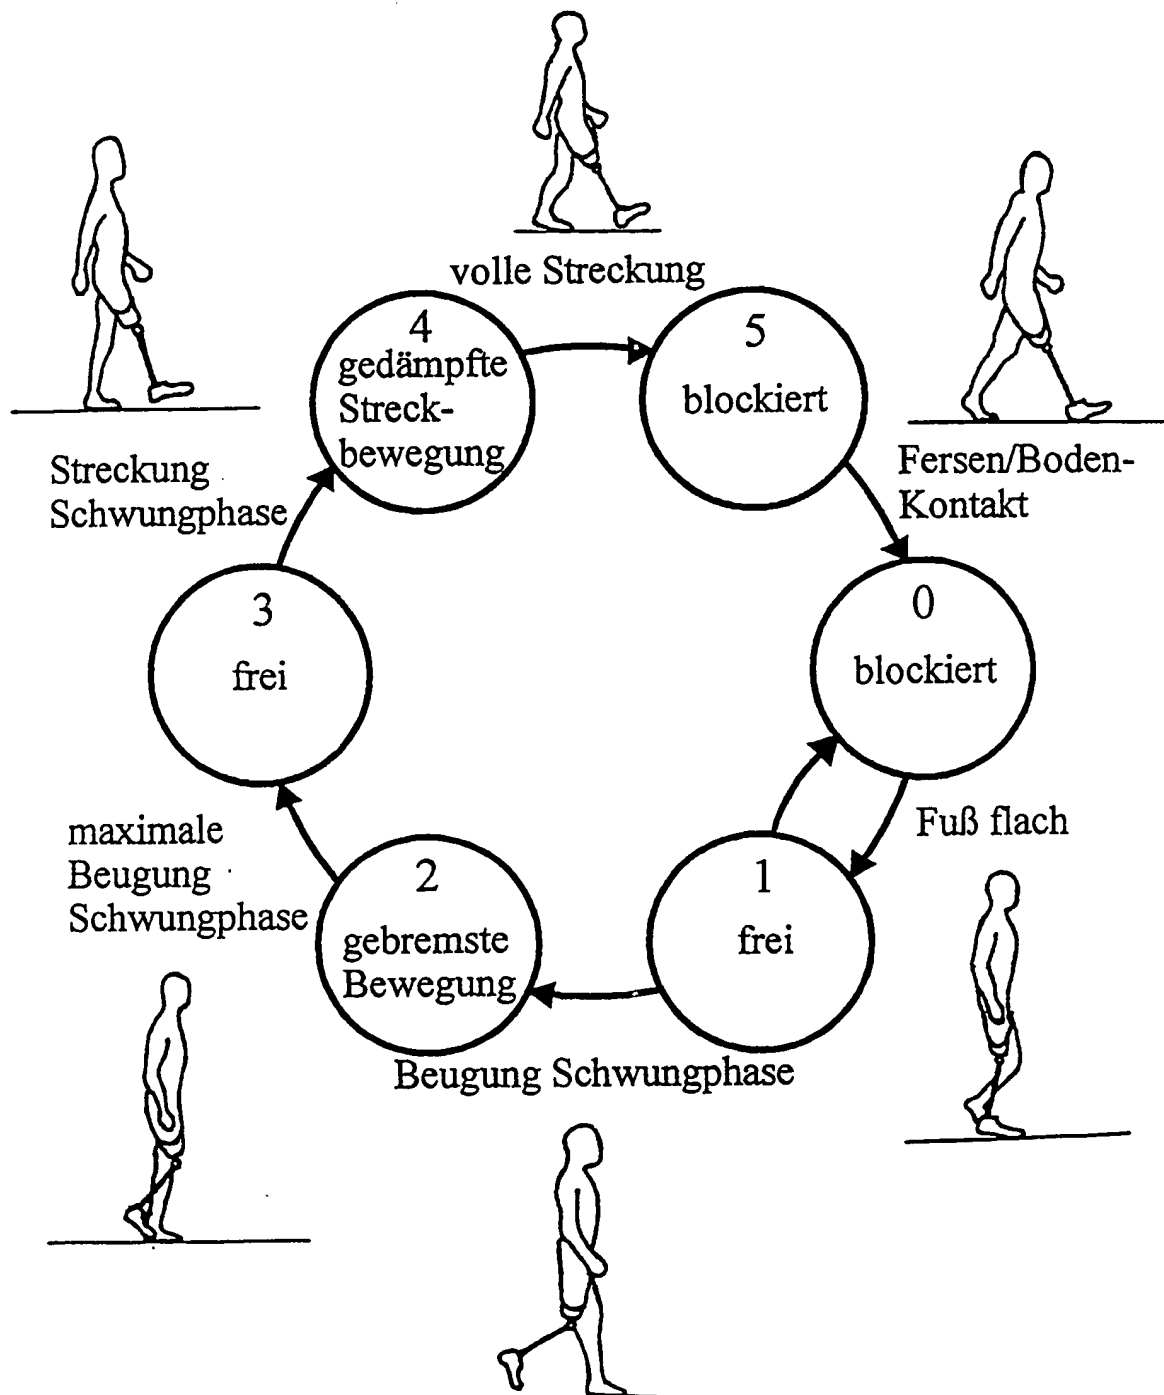 volle Streckung
4
gedämpfte
Streck-
bewegung
5
blockiert
Streckung
Schwungphase
Fersen/Boden-
Kontakt
3
frei
0
blockiert
maximale
Beugung
Schwungphase
Fuß flach
2
gebremste
Bewegung
1
frei
Beugung Schwungphase